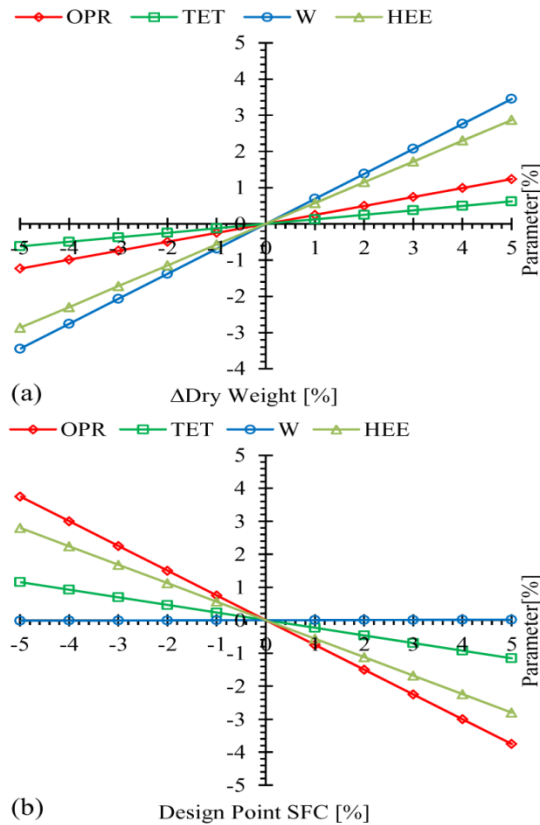 OPR TET W HEE
5
4
3
2
1
0
-5 -4 -3 -2 -1 0 1 2 3 4 5
-1
-2
-3
-4
Parameter[%]
(a)
ΔDry Weight [%]
OPR TET W HEE
5
4
3
2
1
0
-5 -4 -3 -2 -1 0 1 2 3 4 5
-1
-2
-3
-4
-5
Parameter[%]
(b)
Design Point SFC [%]